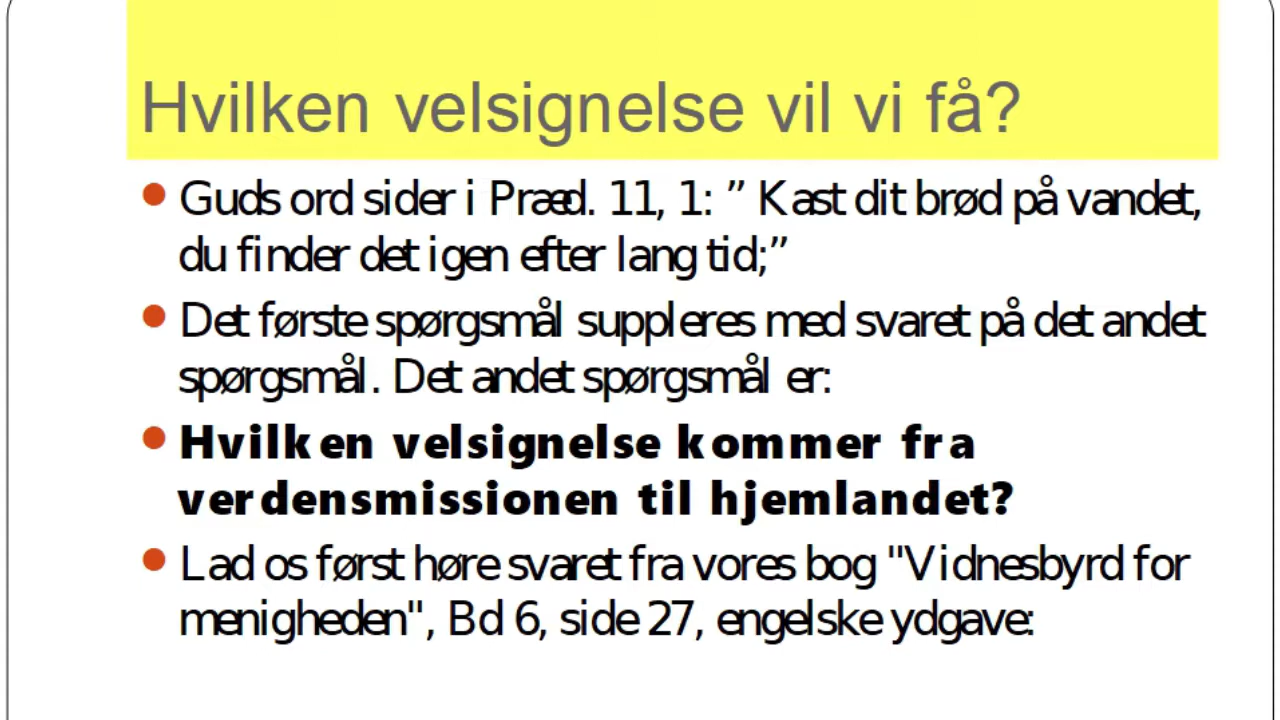 Hvilken velsignelse vil vi få?
Guds ord sider i Præd. 11, 1: ” Kast dit brød på vandet,
du finder det igen efter lang tid;”
Det første spørgsmål suppleres med svaret på det andet
spørgsmål. Det andet spørgsmål er:
Hvilken velsignelse kommer fra
verdensmissionen til hjemlandet?
Lad os først høre svaret fra vores bog "Vidnesbyrd for
menigheden", Bd 6, side 27, engelske ydgave: